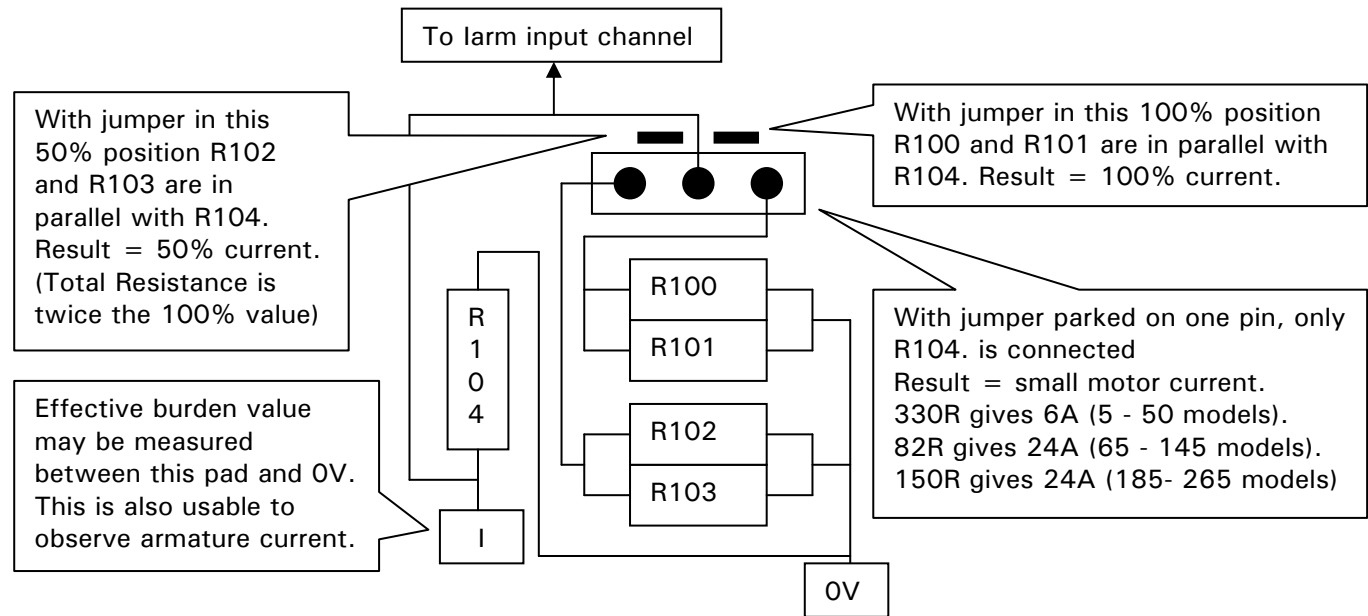 To Iarm input channel
With jumper in this
50% position R102
and R103 are in
parallel with R104.
Result = 50% current.
(Total Resistance is
twice the 100% value)
With jumper in this 100% position
R100 and R101 are in parallel with
R104. Result = 100% current.
R100
R101
R
1
0
4
R102
R103
With jumper parked on one pin, only
R104. is connected
Result = small motor current.
330R gives 6A (5 - 50 models).
82R gives 24A (65 - 145 models).
150R gives 24A (185- 265 models)
Effective burden value
may be measured
between this pad and 0V.
This is also usable to
observe armature current.
I
0V